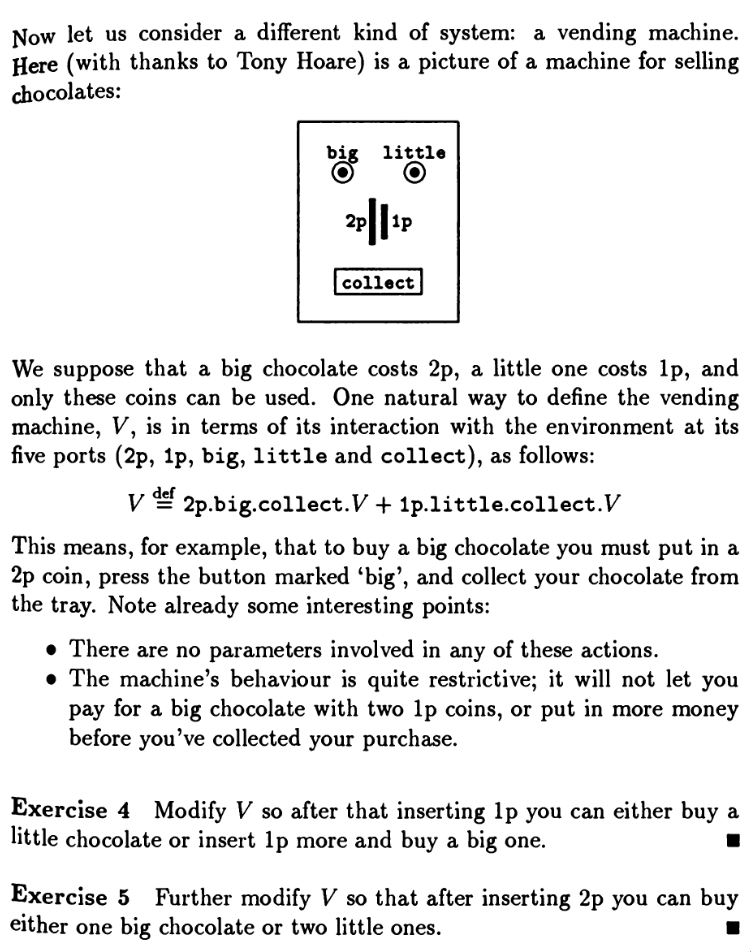 Now let us consider a different kind of system: a vending machine.
Here (with thanks to Tony Hoare) is a picture of a machine for selling
chocolates:
big little
2p 1p
collect
We suppose that a big chocolate costs 2p, a little one costs 1p, and
only these coins can be used. One natural way to define the vending
machine, V, is in terms of its interaction with the environment at its
five ports (2p, 1p, big, little and collect), as follows:
V def= 2p.big.collect.V + 1p.little.collect.V
This means, for example, that to buy a big chocolate you must put in a
2p coin, press the button marked ‘big’, and collect your chocolate from
the tray. Note already some interesting points:
• There are no parameters involved in any of these actions.
• The machine’s behaviour is quite restrictive; it will not let you
pay for a big chocolate with two 1p coins, or put in more money
before you’ve collected your purchase.
Exercise 4 Modify V so after that inserting 1p you can either buy a
little chocolate or insert 1p more and buy a big one. ■
Exercise 5 Further modify V so that after inserting 2p you can buy
either one big chocolate or two little ones. ■